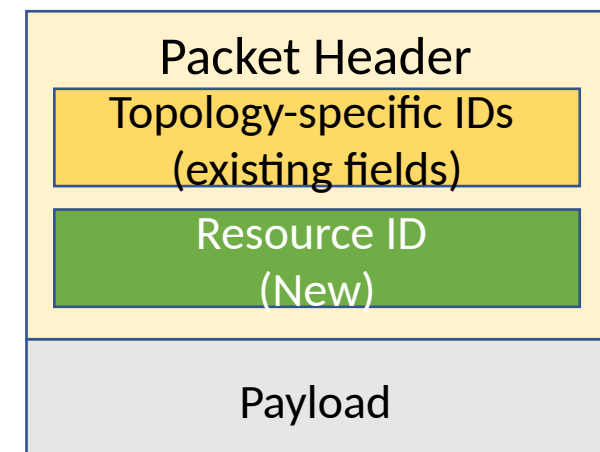 Packet Header
Topology-specific IDs
(existing fields)
Resource ID
(New)
Payload